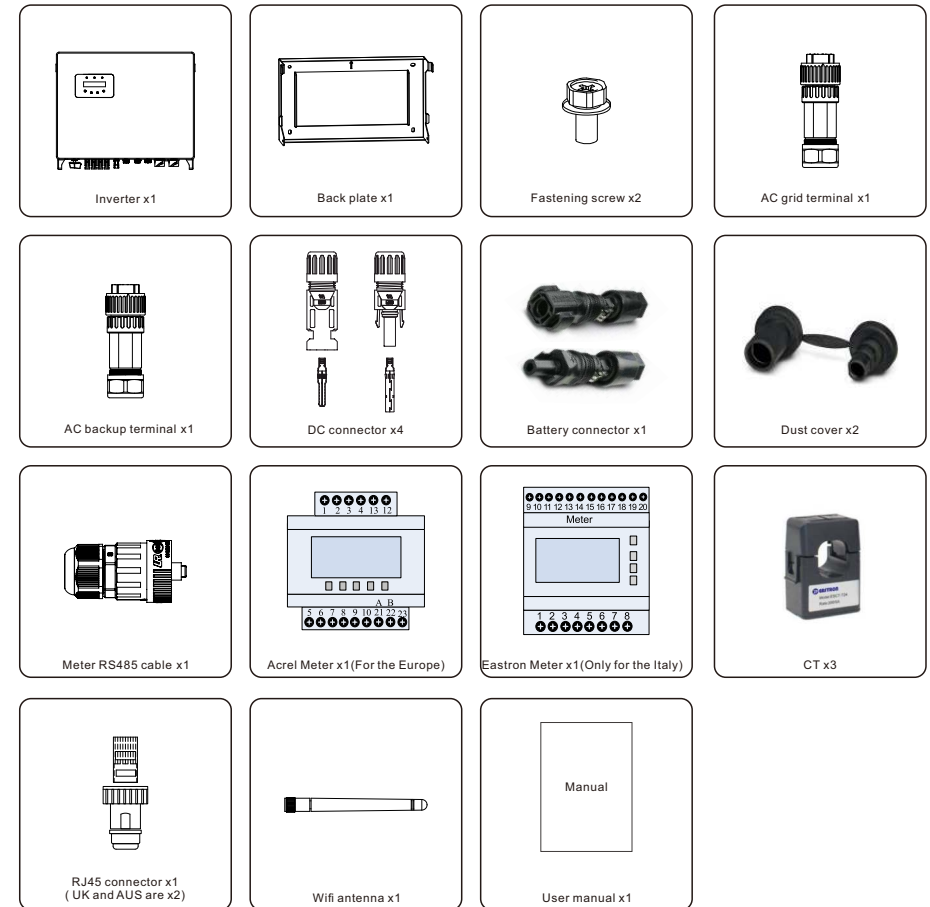 Inverter x1
Back plate x1
Fastening screw x2
AC grid terminal x1
AC backup terminal x1
DC connector x4
Battery connector x1
Dust cover x2
1 2 3 4 13 12
A B
5 6 7 8 9 10 21 22 23
9 10 11 12 13 14 15 16 17 18 19 20
Meter
1 2 3 4 5 6 7 8
Meter RS485 cable x1
Acrel Meter x1(For the Europe)
Eastron Meter x1(Only for the Italy)
CT x3
Manual
RJ45 connector x1
( UK and AUS are x2)
Wifi antenna x1
User manual x1